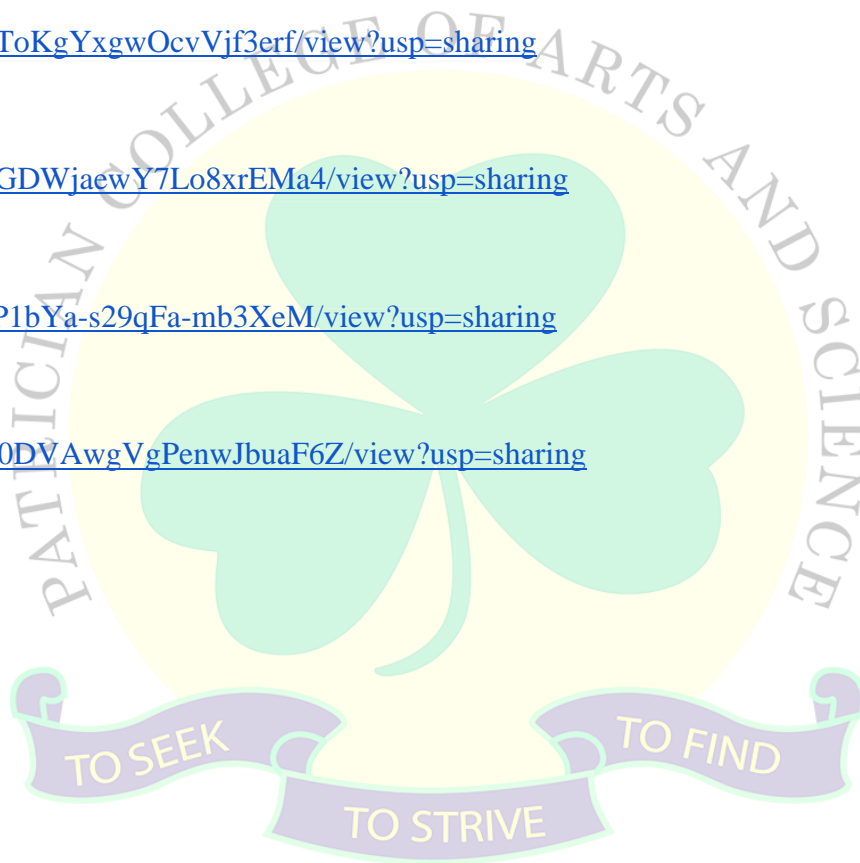 ToKgYxgwOcvVjf3erf/view?usp=sharing
GDWjaewY7Lo8xrEMa4/view?usp=sharing
P1bYa-s29qFa-mb3XeM/view?usp=sharing
0DVAwgVgPenwJbuaF6Z/view?usp=sharing
PATRICIAN COLLEGE OF ARTS AND SCIENCE
TO SEEK
TO STRIVE
TO FIND